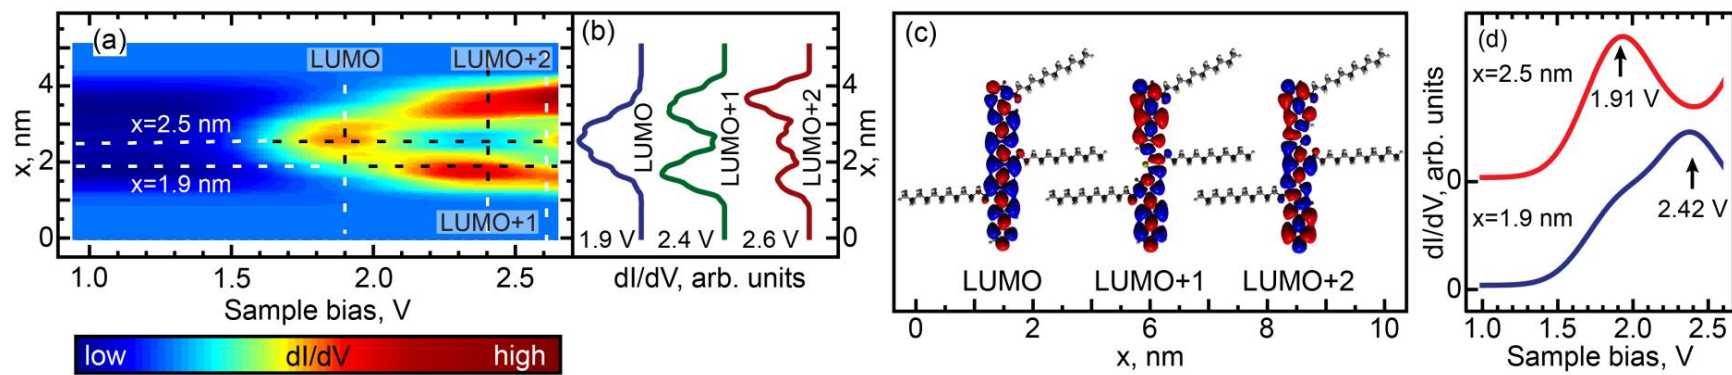 (a)
LUMO
LUMO+2
x=2.5 nm
x=1.9 nm
LUMO+1
x, nm
4
2
0
1.0
1.5
2.0
2.5
Sample bias, V
low
dI/dV
high
(b)
LUMO
LUMO+1
LUMO+2
1.9 V
2.4 V
2.6 V
dI/dV, arb. units
4
2
0
x, nm
(c)
LUMO
LUMO+1
LUMO+2
0
2
4
6
8
10
x, nm
(d)
x=2.5 nm
1.91 V
x=1.9 nm
2.42 V
dI/dV, arb. units
0
0
1.0
1.5
2.0
2.5
Sample bias, V